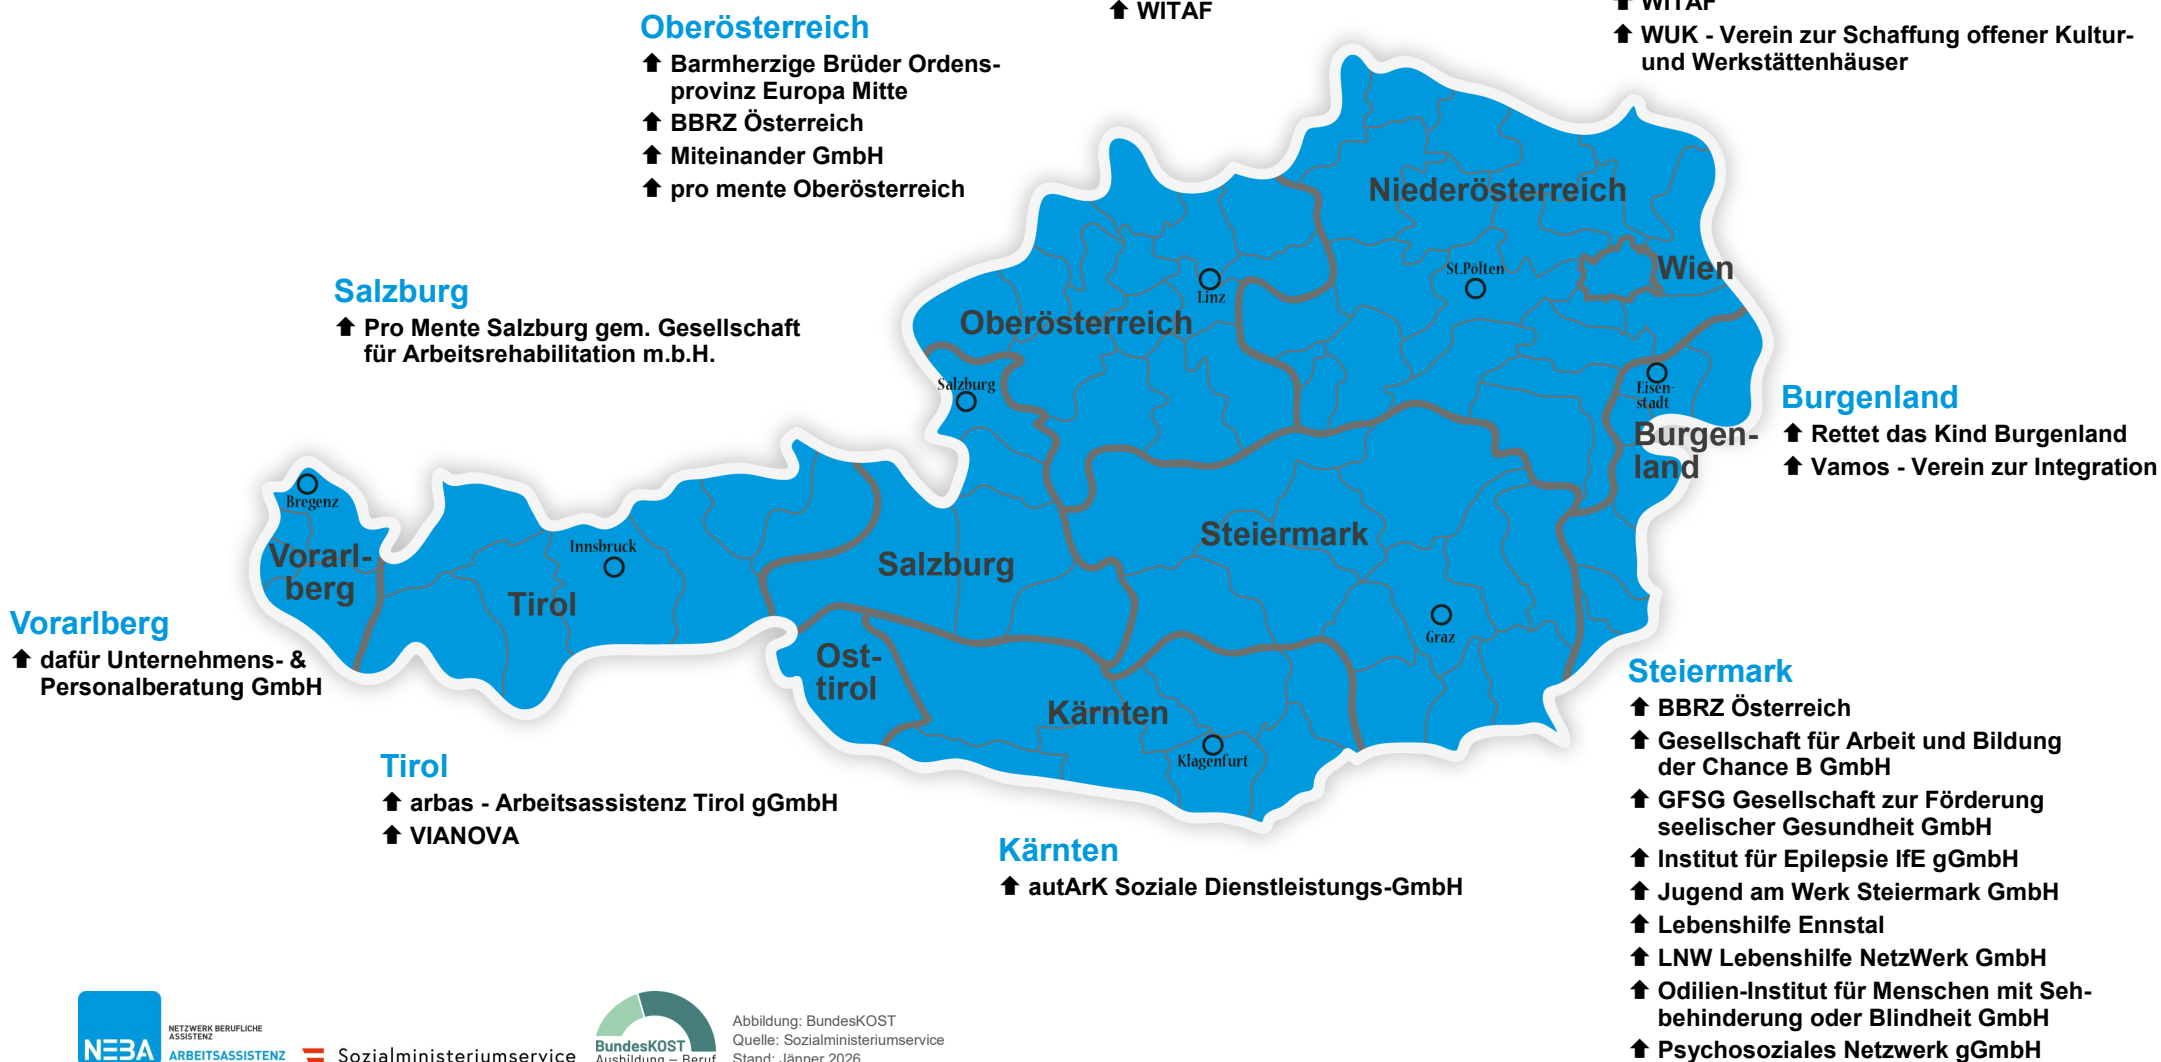 WITAF
WITAF
WUK - Verein zur Schaffung offener Kultur-
und Werkstättenhäuser
Oberösterreich
Barmherzige Brüder Ordens-
provinz Europa Mitte
BBRZ Österreich
Miteinander GmbH
pro mente Oberösterreich
Salzburg
Pro Mente Salzburg gem. Gesellschaft
für Arbeitsrehabilitation m.b.H.
Niederösterreich
St.Pölten
Wien
Linz
Oberösterreich
Salzburg
Eisen-
stadt
Burgen-
land
Burgenland
Rettet das Kind Burgenland
Vamos - Verein zur Integration
Bregenz
Vorarl-
berg
Innsbruck
Tirol
Salzburg
Steiermark
Graz
Ost-
tirol
Kärnten
Klagenfurt
Vorarlberg
dafür Unternehmens- &
Personalberatung GmbH
Tirol
arbas - Arbeitsassistenz Tirol gGmbH
VIANOVA
Kärnten
autArK Soziale Dienstleistungs-GmbH
Steiermark
BBRZ Österreich
Gesellschaft für Arbeit und Bildung
der Chance B GmbH
GFSG Gesellschaft zur Förderung
seelischer Gesundheit GmbH
Institut für Epilepsie IfE gGmbH
Jugend am Werk Steiermark GmbH
Lebenshilfe Ennstal
LNW Lebenshilfe NetzWerk GmbH
Odilien-Institut für Menschen mit Seh-
behinderung oder Blindheit GmbH
Psychosoziales Netzwerk gGmbH
NEBA
NETZWERK BERUFLICHE
ASSISTENZ
ARBEITSASSISTENZ
Sozialministeriumservice
BundesKOST
Ausbildung – Beruf
Abbildung: BundesKOST
Quelle: Sozialministeriumservice
Stand: Jänner 2026